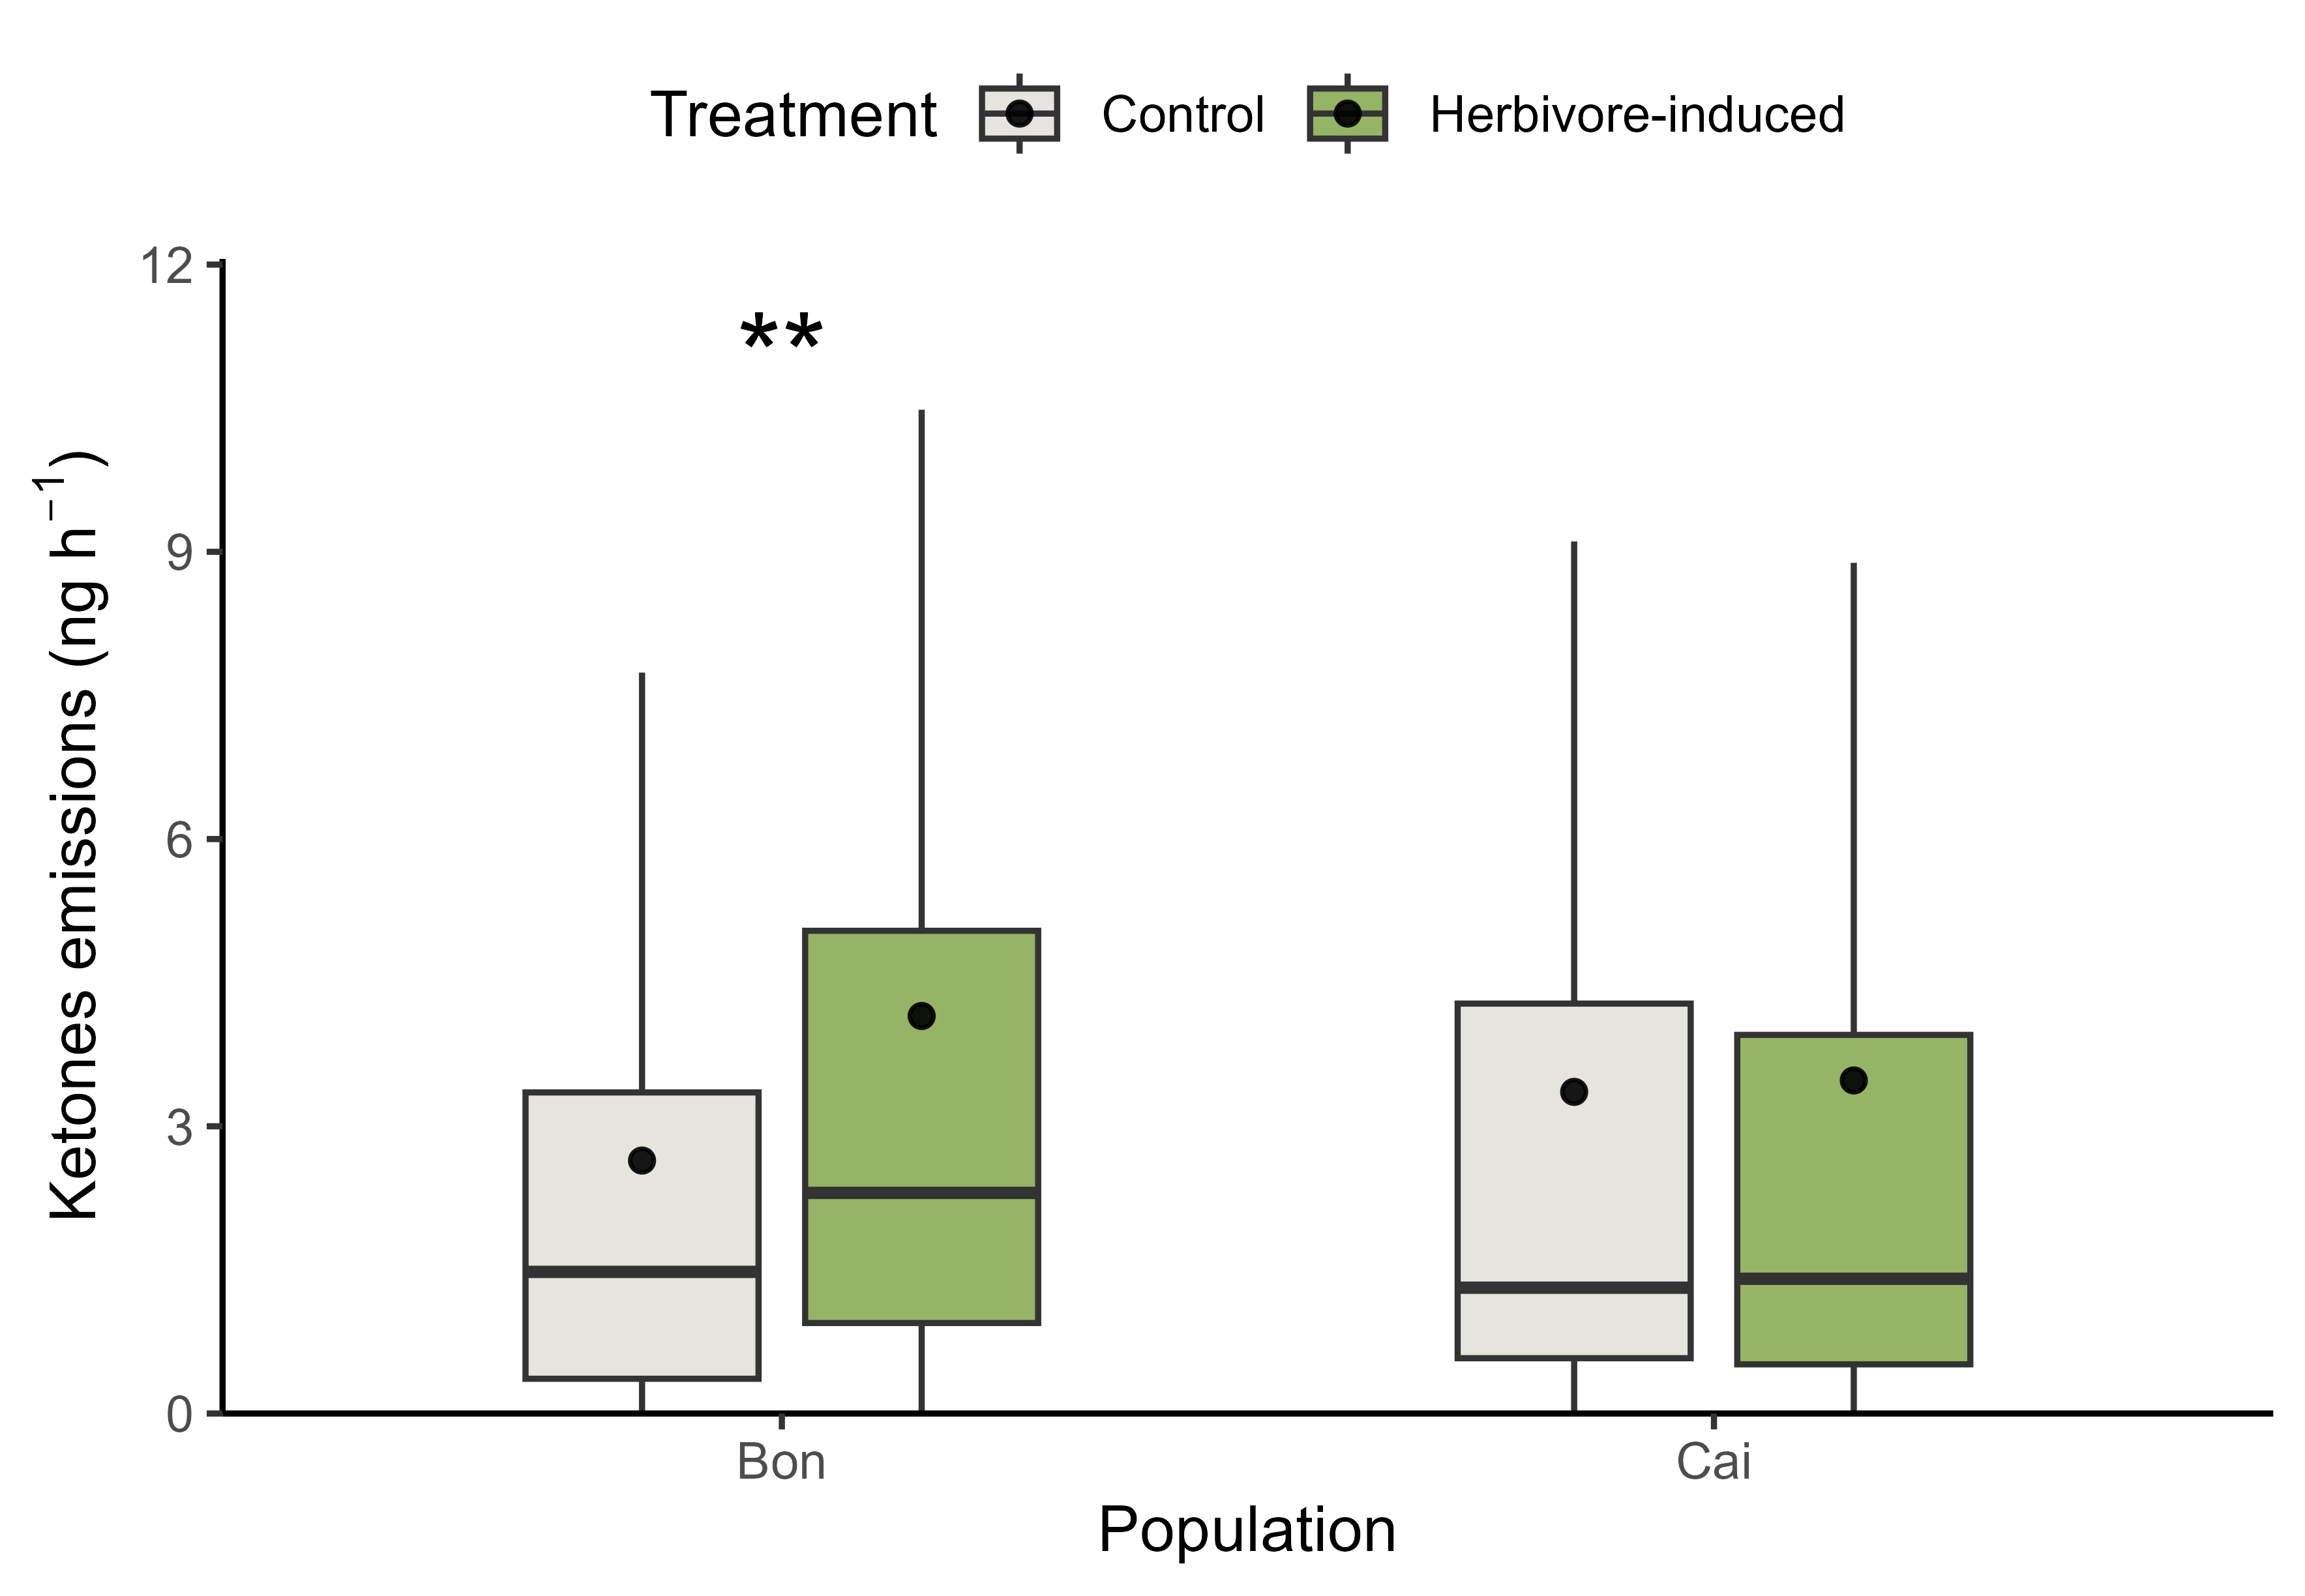 Treatment Control Herbivore-induced
12
**
9
6
3
0
Ketones emissions (ng h⁻¹)
Bon Cai
Population